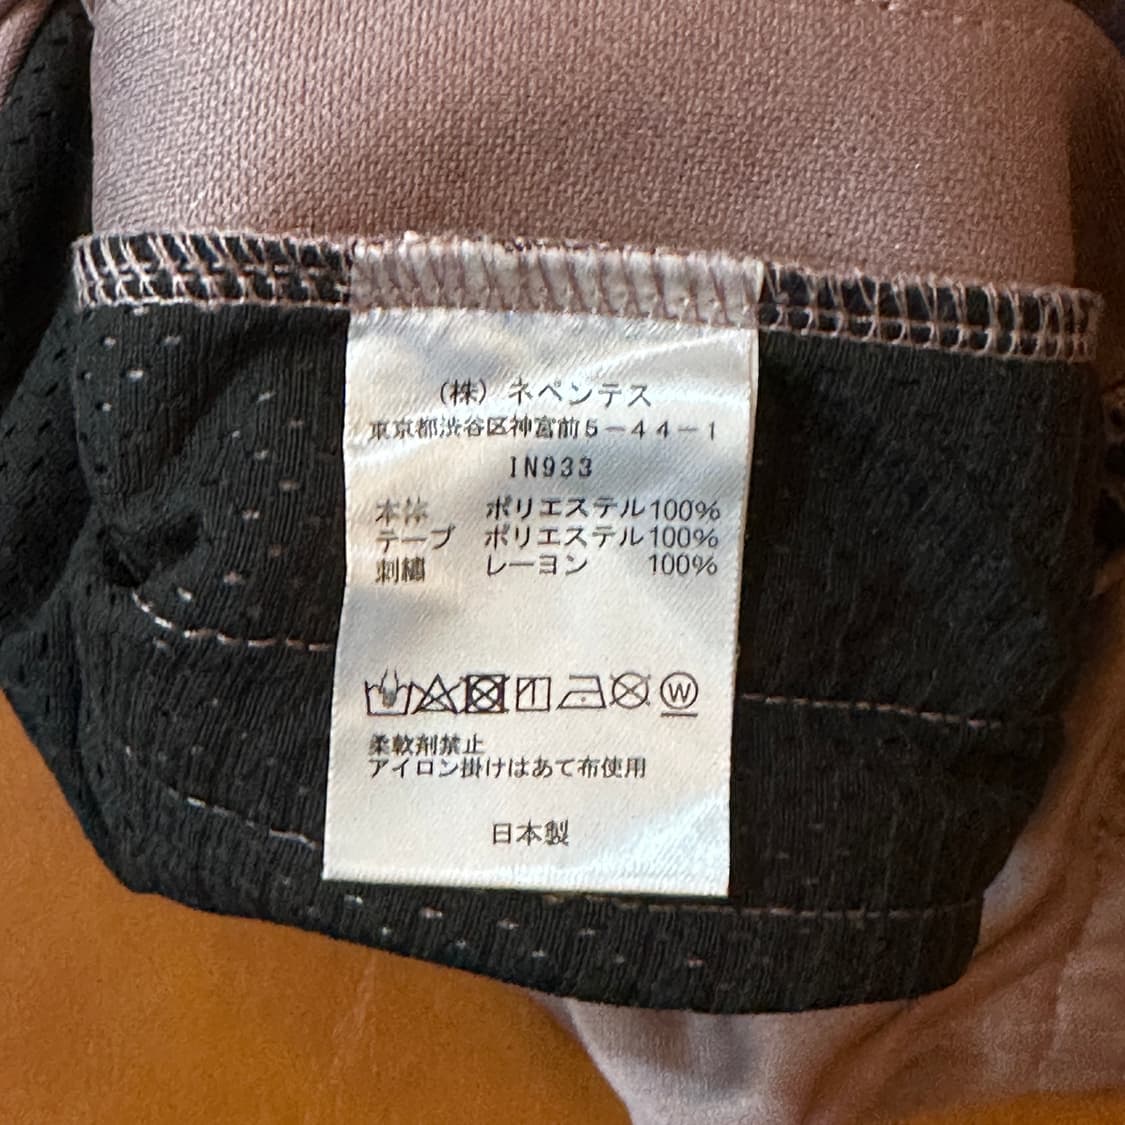 （株）ネペンテス
東京都渋谷区神宮前５−４４−１
IN933
本体 ポリエステル100%
テープ ポリエステル100%
刺繍 レーヨン 100%
W
柔軟剤禁止
アイロン掛けはあて布使用
日本製